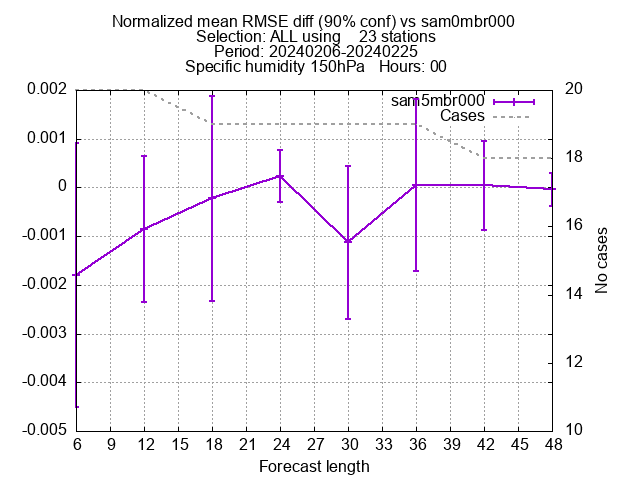 Normalized mean RMSE diff (90% conf) vs sam0mbr000
Selection: ALL using    23 stations
Period: 20240206-20240225
Specific humidity 150hPa   Hours: 00
sam5mbr000
Cases
0.002
0.001
0
-0.001
-0.002
-0.003
-0.004
-0.005
20
18
16
14
12
10
No cases
6 9 12 15 18 21 24 27 30 33 36 39 42 45 48
Forecast length